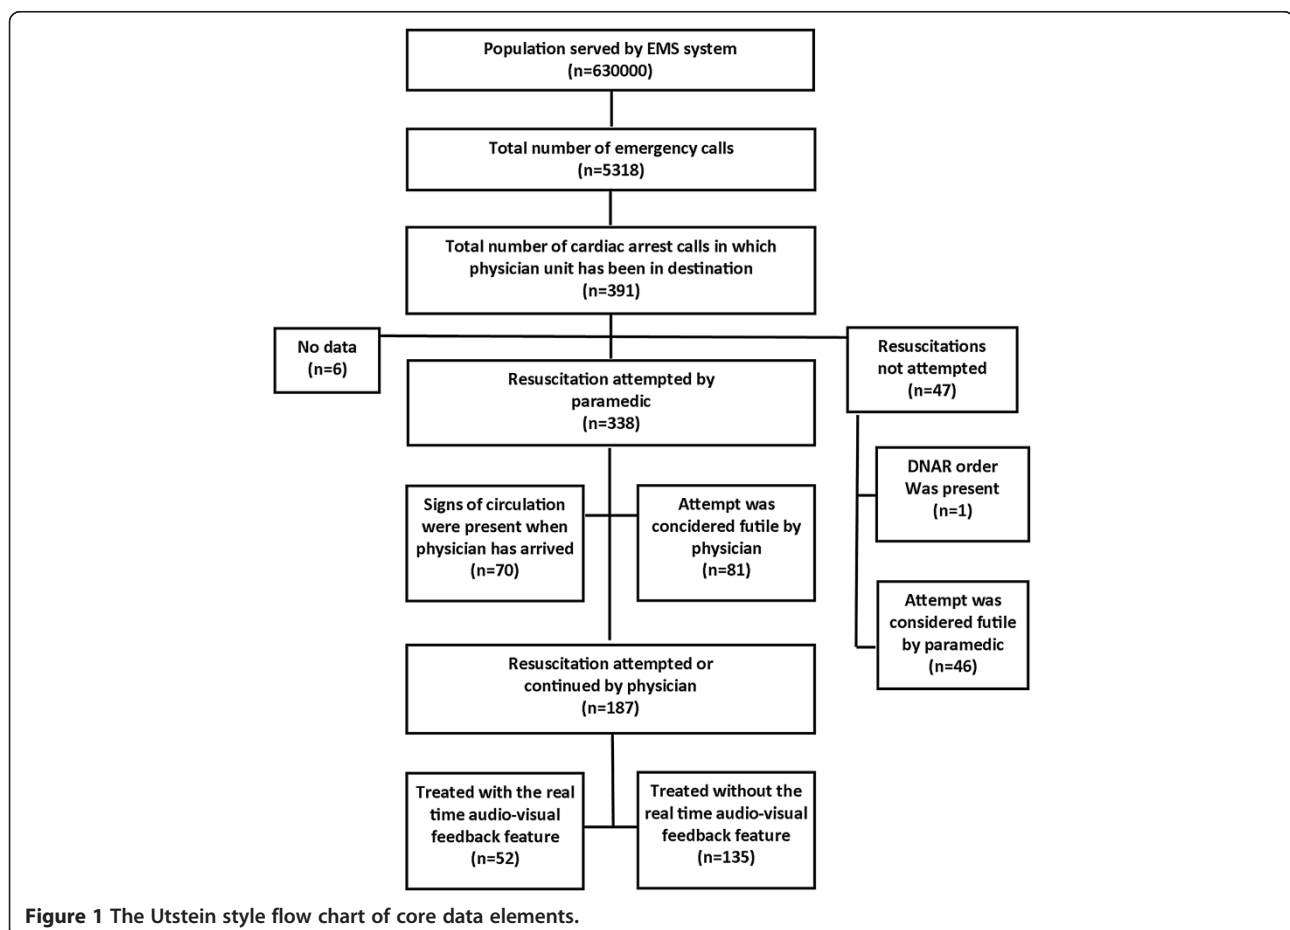 Population served by EMS system
(n=630000)
Total number of emergency calls
(n=5318)
Total number of cardiac arrest calls in which
physician unit has been in destination
(n=391)
No data
(n=6)
Resuscitations
not attempted
(n=47)
Resuscitation attempted by
paramedic
(n=338)
DNAR order
Was present
(n=1)
Signs of circulation
were present when
physician has arrived
(n=70)
Attempt was
concidered futile by
physician
(n=81)
Attempt was
considered futile
by paramedic
(n=46)
Resuscitation attempted or
continued by physician
(n=187)
Treated with the real
time audio-visual
feedback feature
(n=52)
Treated without the
real time audio-visual
feedback feature
(n=135)
Figure 1 The Utstein style flow chart of core data elements.